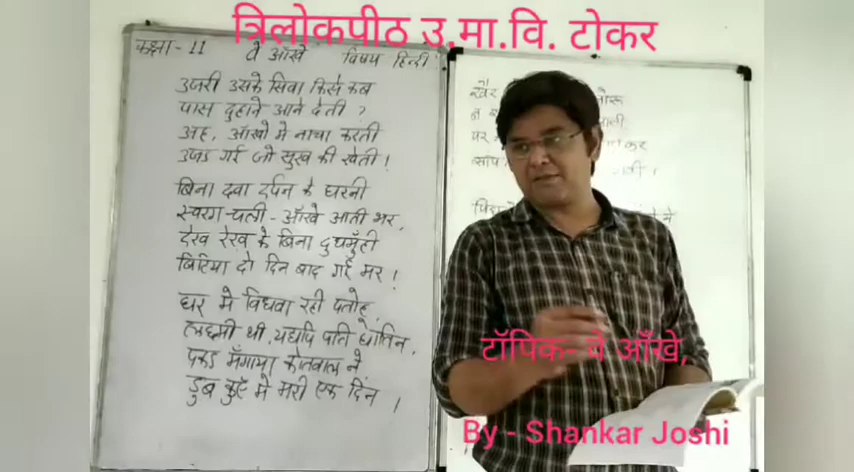 त्रिलोकपीठ उ.मा.वि. टोकर
कक्षा - 11 वे आँखे विषय हिन्दी
उजरी उसके सिवा किसे कब
पास दुहाने आने देती ?
अह, आँखो मे नाचा करती
उजड गई जो सुख की खेती !
बिना दवा दर्पन के घरनी
स्वरग-चली - आँखे आती भर,
देख रेख के बिना दुधमुँही
बिटिया दो दिन बाद गई मर !
घर मे विधवा रही पतोहू,
लक्ष्मी थी, यद्यपि पति घातिन,
पकड मँगाया कोतवाल ने
डुब कुएँ मे मरी एक दिन ।
खैर
पर
टॉपिक- वे आँखे,
By - Shankar Joshi